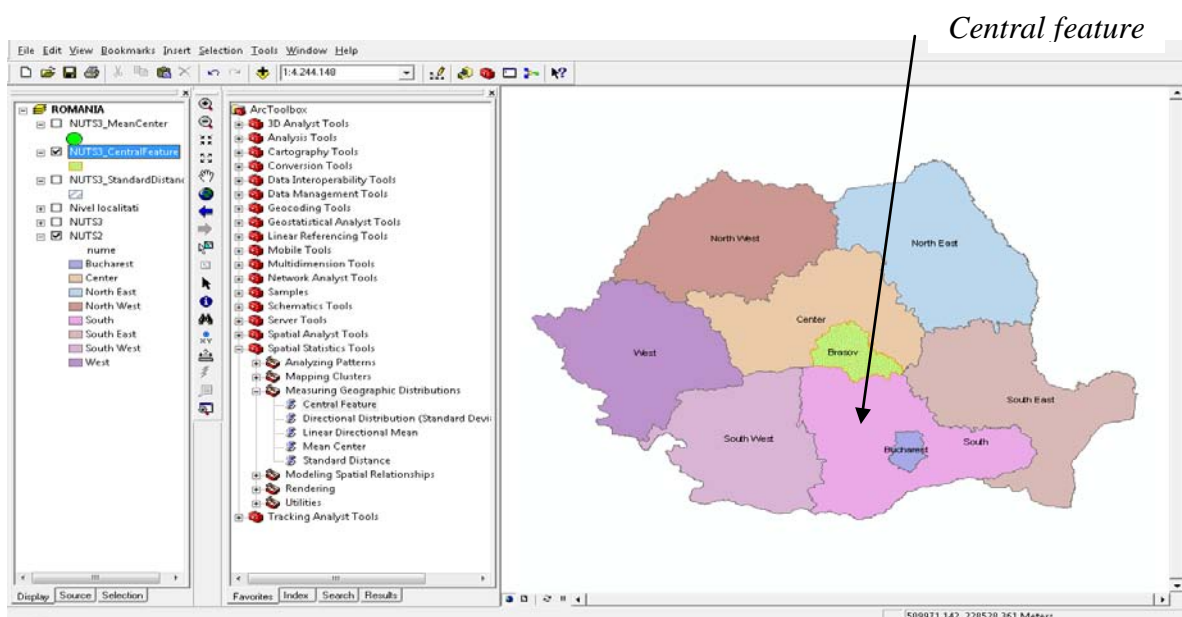 Central feature
File Edit View Bookmarks Insert Selection Tools Window Help
1:4.244.148
ROMANIA
NUTS3_MeanCenter
NUTS3_CentralFeature
NUTS3_StandardDistanc
Nivel localitati
NUTS3
NUTS2
nume
Bucharest
Center
North East
North West
South
South East
South West
West
Display Source Selection
ArcToolbox
3D Analyst Tools
Analysis Tools
Cartography Tools
Conversion Tools
Data Interoperability Tools
Data Management Tools
Geocoding Tools
Geostatistical Analyst Tools
Linear Referencing Tools
Mobile Tools
Multidimension Tools
Network Analyst Tools
Samples
Schematics Tools
Server Tools
Spatial Analyst Tools
Spatial Statistics Tools
Analyzing Patterns
Mapping Clusters
Measuring Geographic Distributions
Central Feature
Directional Distribution (Standard Devi
Linear Directional Mean
Mean Center
Standard Distance
Modeling Spatial Relationships
Rendering
Utilities
Tracking Analyst Tools
Favorites Index Search Results
North West
North East
Center
Brasov
West
South East
South West
South
Bucharest
589971,142 228528,361 Meters